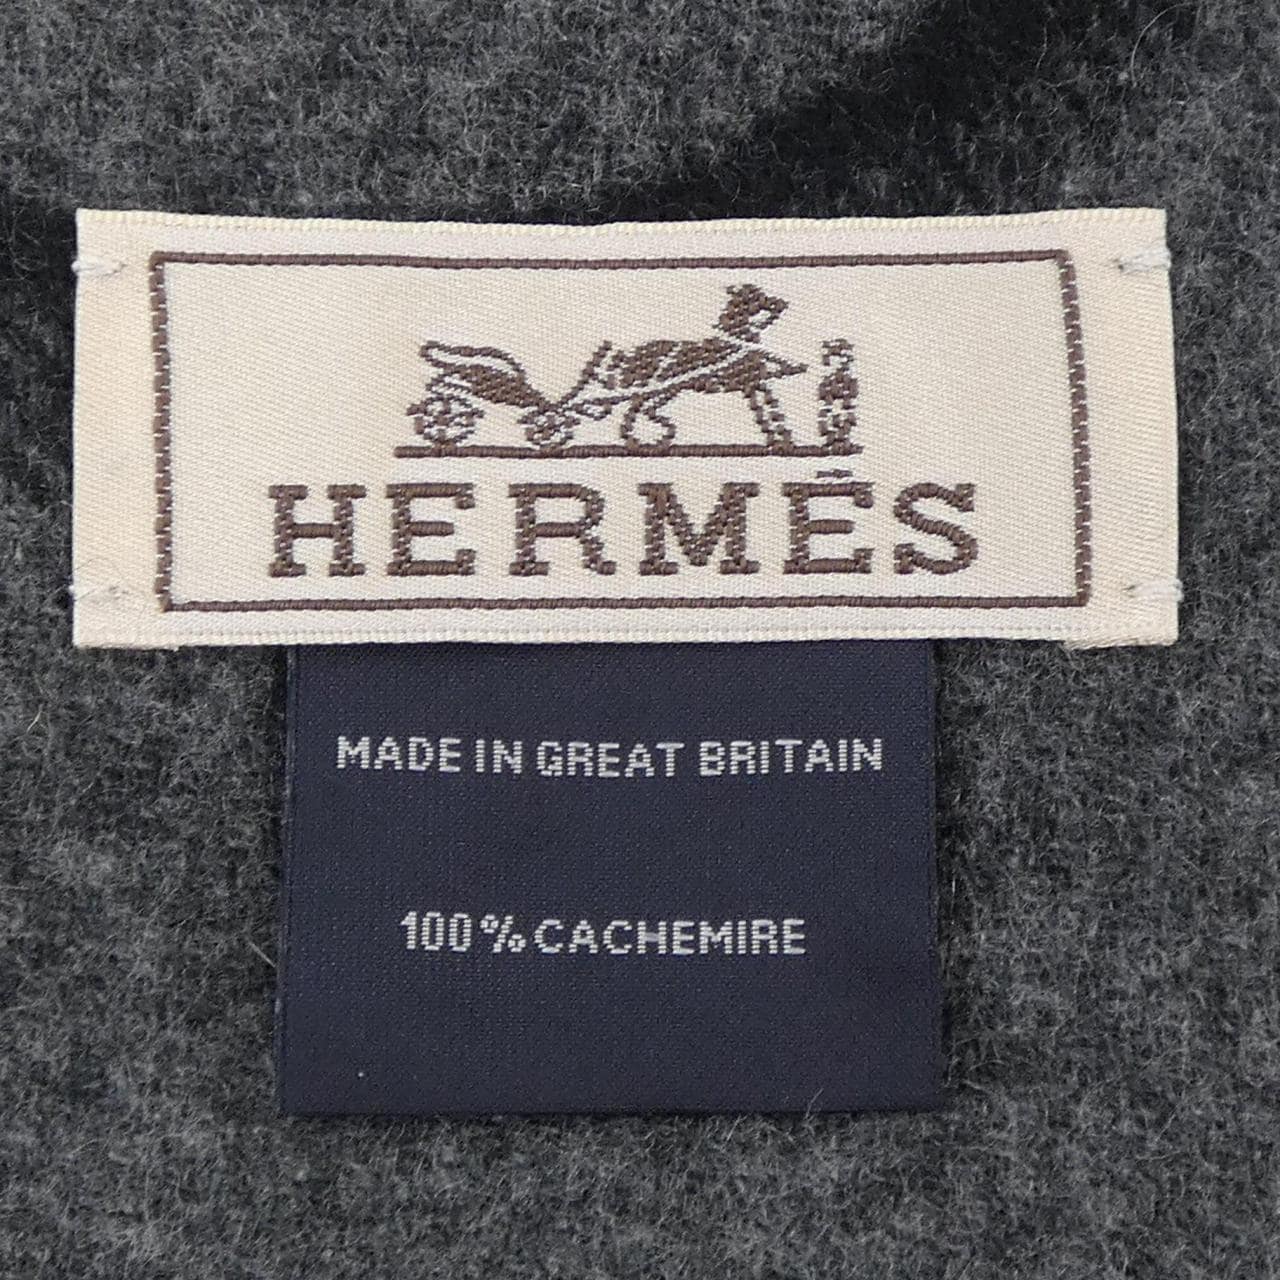 HERMÈS
MADE IN GREAT BRITAIN
100% CACHEMIRE